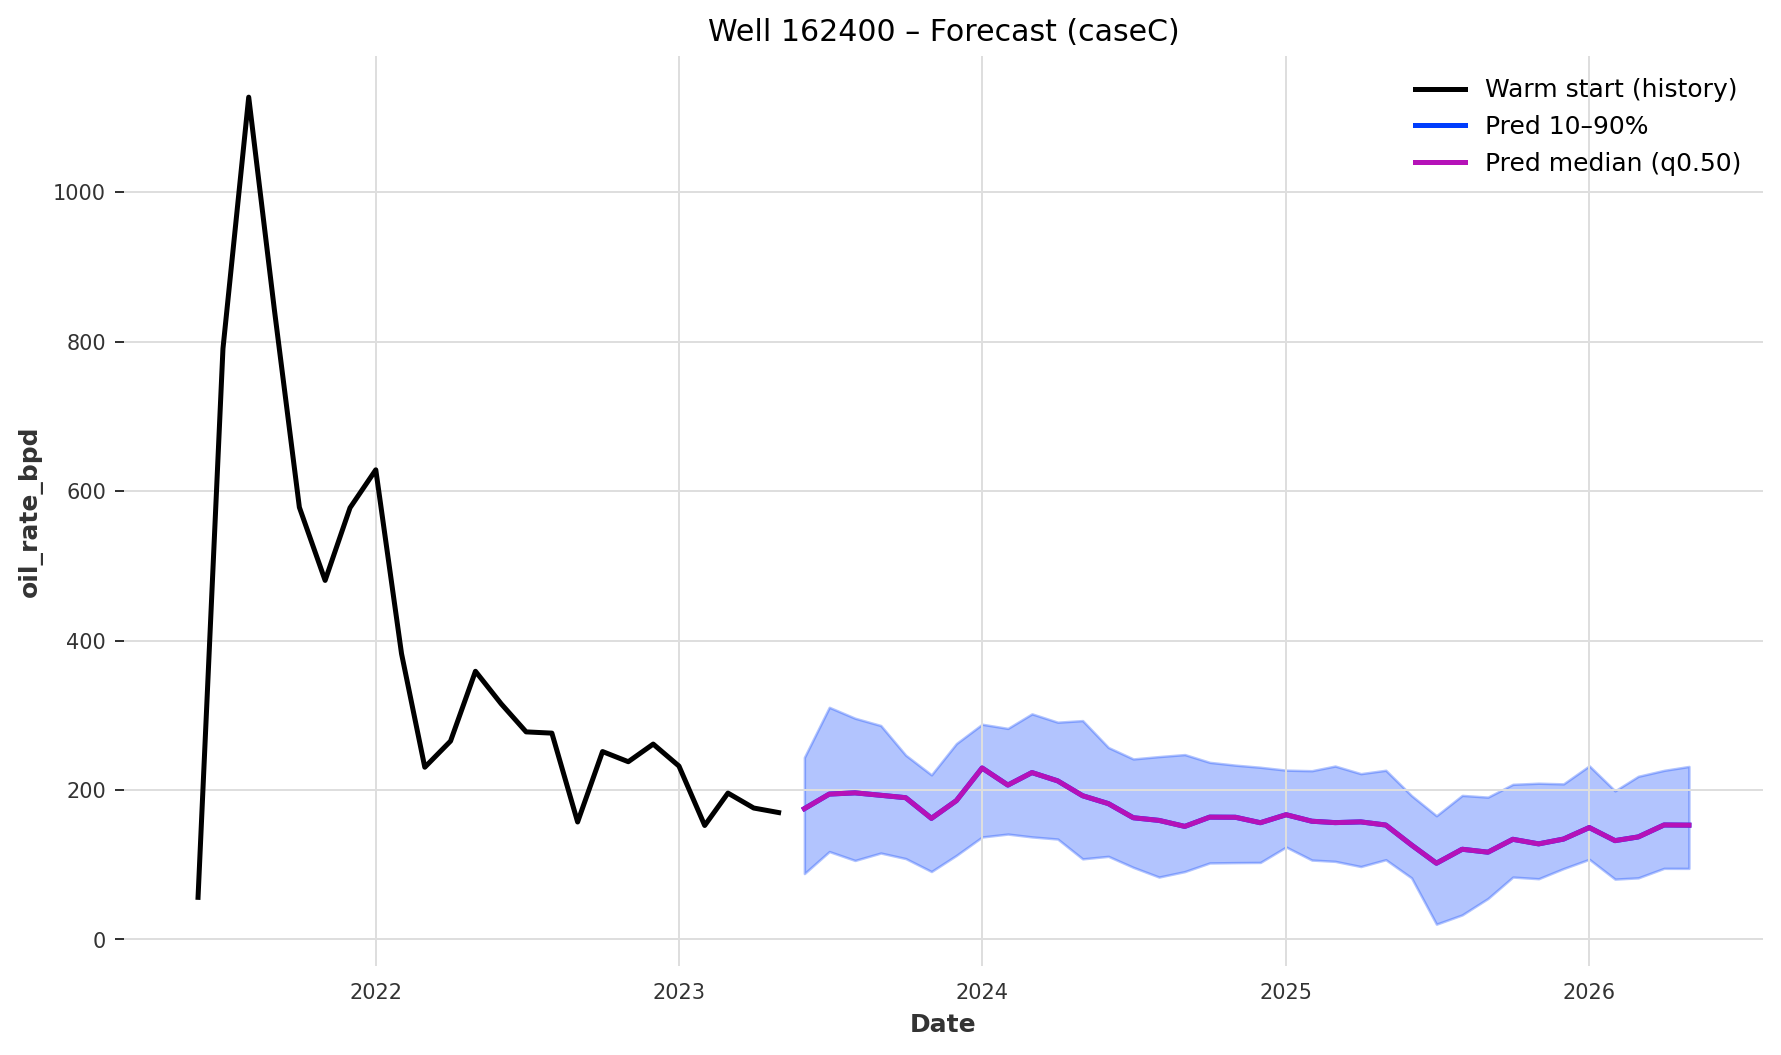 Well 162400 – Forecast (caseC)
Warm start (history)
Pred 10–90%
Pred median (q0.50)
oil_rate_bpd
1000
800
600
400
200
0
2022
2023
2024
2025
2026
Date